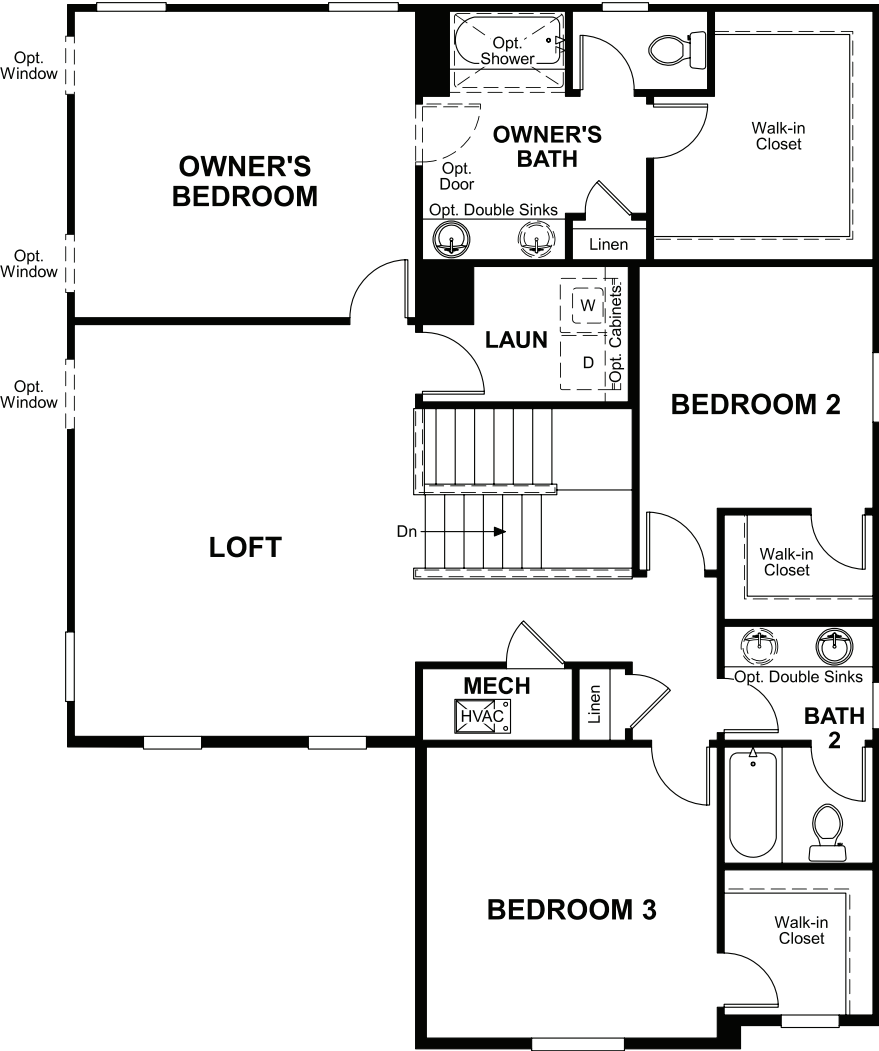 Opt.
Window
Opt.
Shower
OWNER'S
BATH
Walk-in
Closet
OWNER'S
BEDROOM
Opt.
Door
Opt. Double Sinks
Linen
Opt.
Window
W
D
Opt. Cabinets
LAUN
Opt.
Window
BEDROOM 2
Dn
LOFT
Walk-in
Closet
MECH
HVAC
Linen
Opt. Double Sinks
BATH
2
BEDROOM 3
Walk-in
Closet